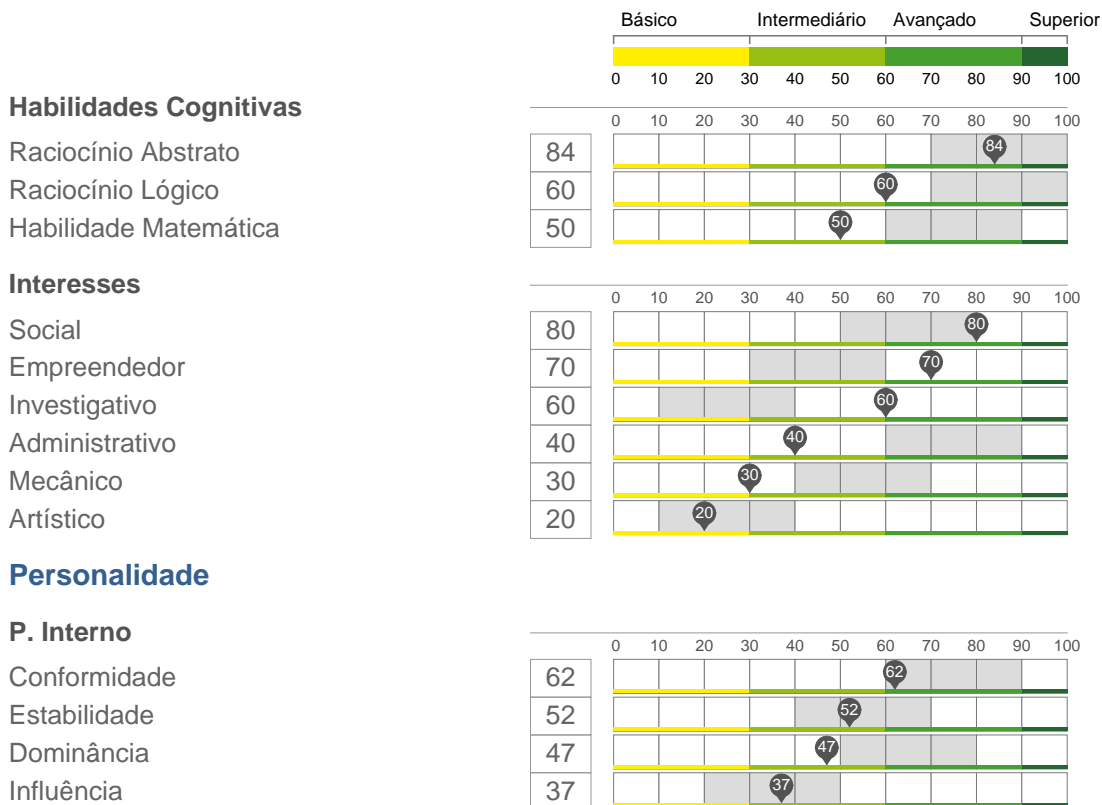 Básico Intermediário Avançado Superior
0 10 20 30 40 50 60 70 80 90 100
Habilidades Cognitivas
0 10 20 30 40 50 60 70 80 90 100
Raciocínio Abstrato 84 84
Raciocínio Lógico 60 60
Habilidade Matemática 50 50
Interesses
0 10 20 30 40 50 60 70 80 90 100
Social 80 80
Empreendedor 70 70
Investigativo 60 60
Administrativo 40 40
Mecânico 30 30
Artístico 20 20
Personalidade
P. Interno
0 10 20 30 40 50 60 70 80 90 100
Conformidade 62 62
Estabilidade 52 52
Dominância 47 47
Influência 37 37